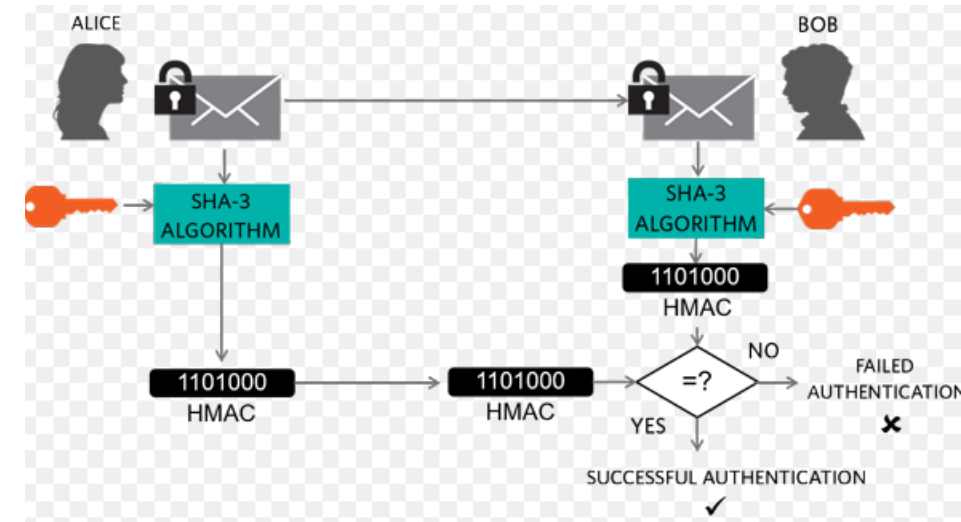 ALICE
BOB
SHA-3
ALGORITHM
SHA-3
ALGORITHM
1101000
HMAC
1101000
HMAC
1101000
HMAC
=?
NO
YES
FAILED
AUTHENTICATION
SUCCESSFUL AUTHENTICATION